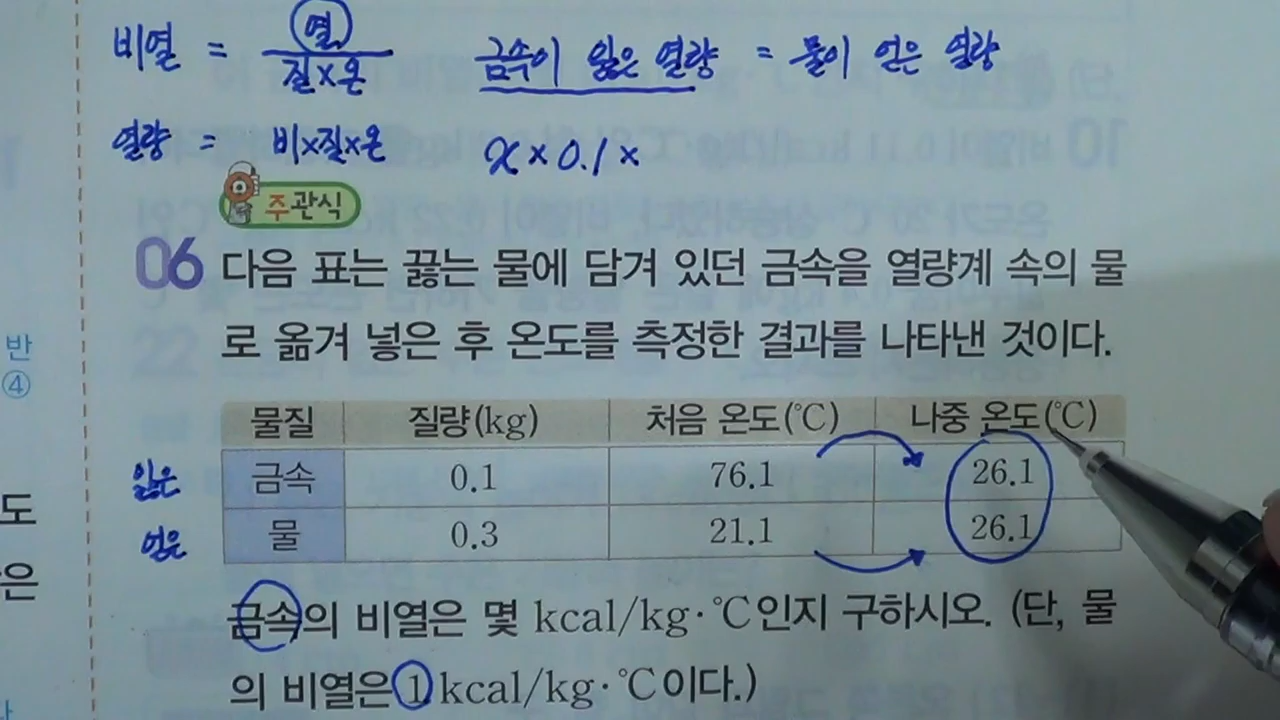 비열 = 열 / 질×온
금속이 잃은 열량 = 물이 얻은 열량
열량 = 비×질×온
x × 0.1 ×
주관식
06 다음 표는 끓는 물에 담겨 있던 금속을 열량계 속의 물
로 옮겨 넣은 후 온도를 측정한 결과를 나타낸 것이다.
물질 질량(kg) 처음 온도(℃) 나중 온도(℃)
잃은 금속 0.1 76.1 26.1
얻은 물 0.3 21.1 26.1
금속의 비열은 몇 kcal/kg·℃인지 구하시오. (단, 물
의 비열은 1 kcal/kg·℃이다.)
반
④
도
은
10
22